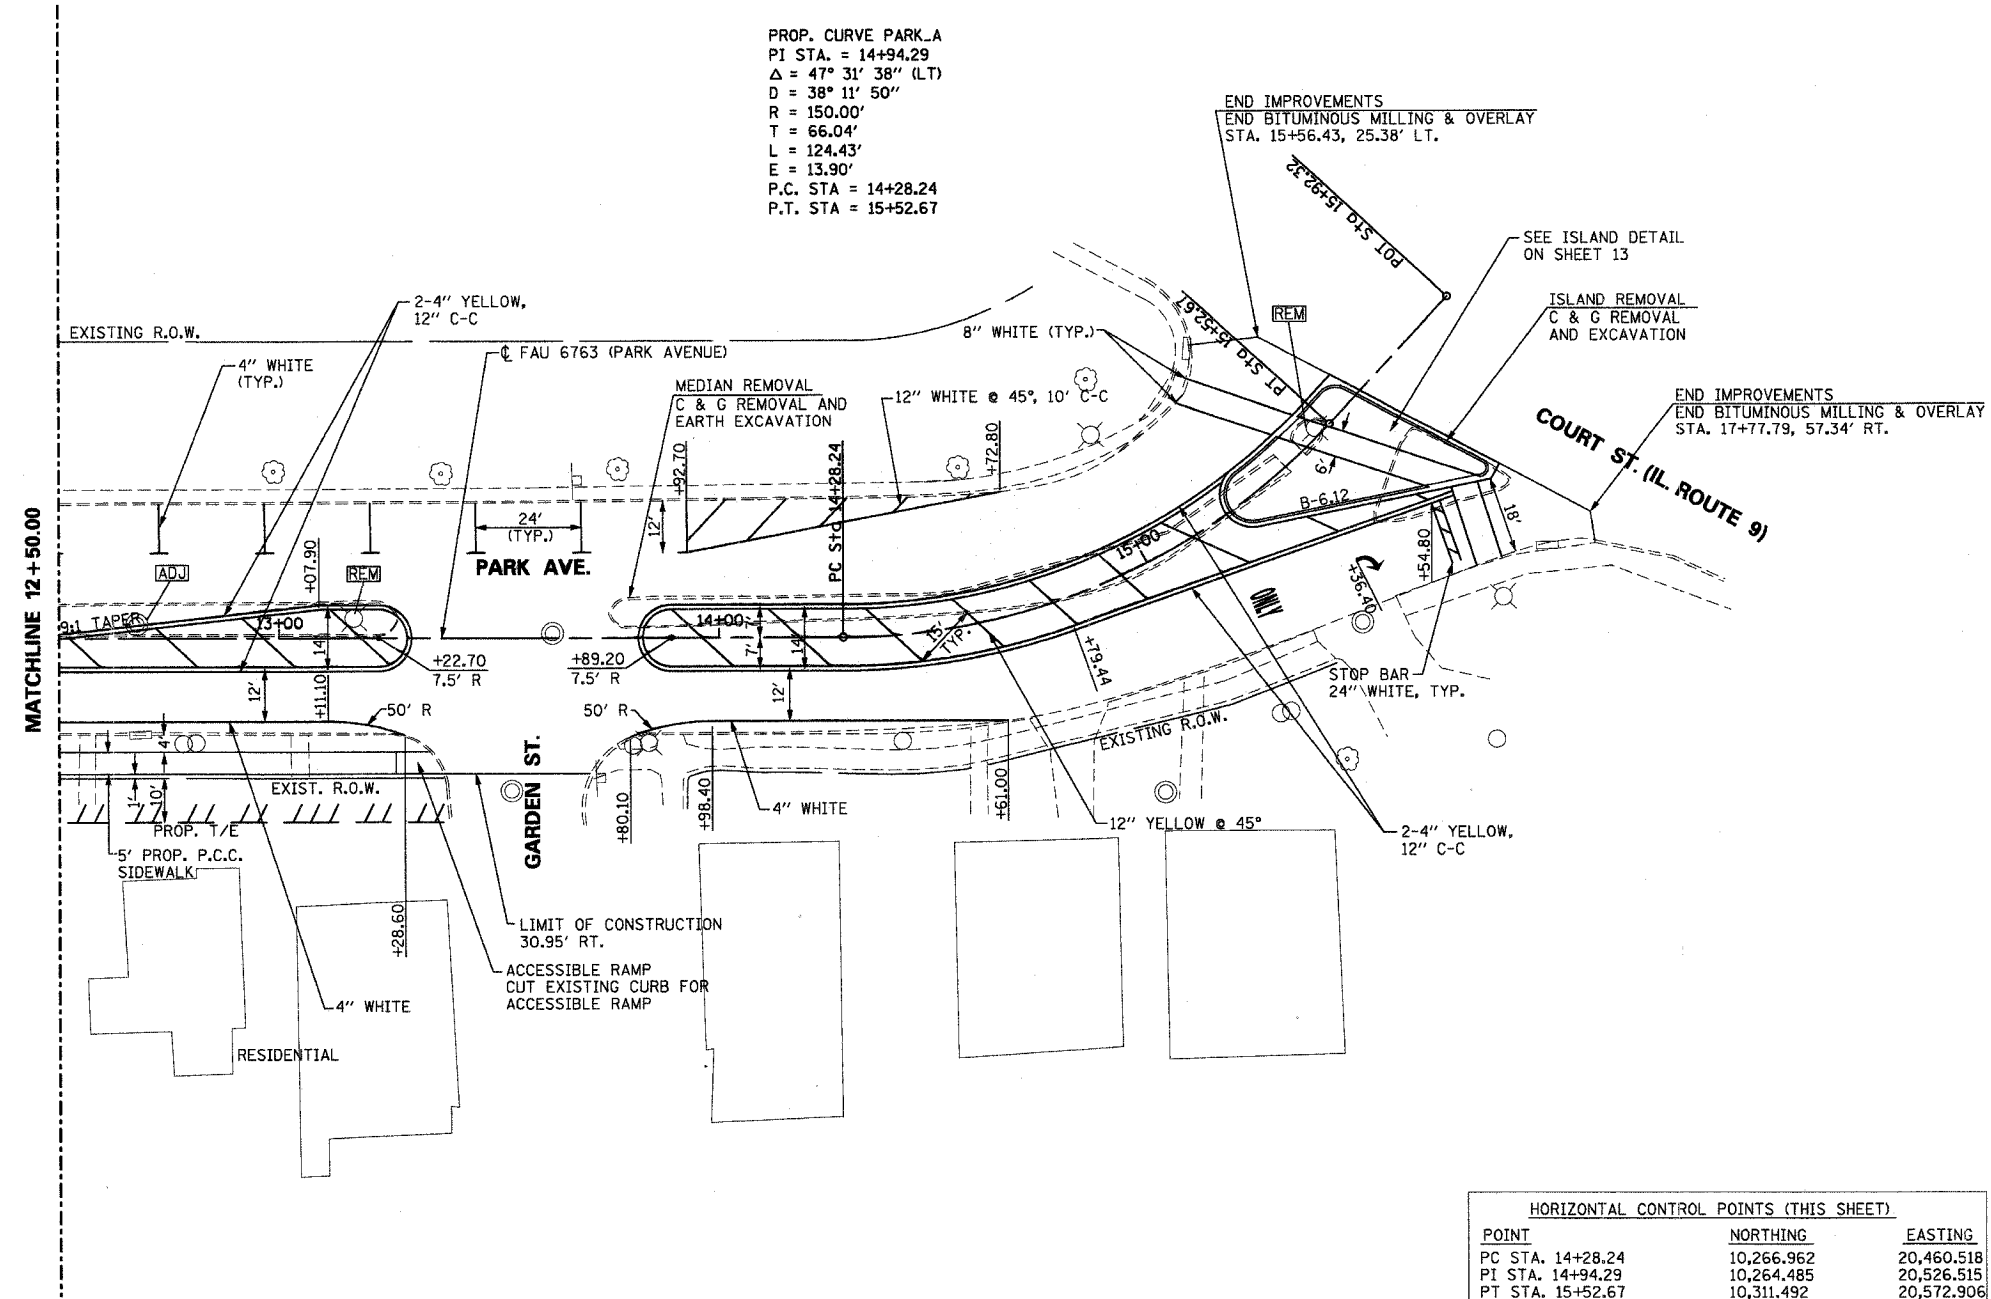 PROP. CURVE PARK_A
PI STA. = 14+94.29
Δ = 47° 31' 38" (LT)
D = 38° 11' 50"
R = 150.00'
T = 66.04'
L = 124.43'
E = 13.90'
P.C. STA = 14+28.24
P.T. STA = 15+52.67
END IMPROVEMENTS
END BITUMINOUS MILLING & OVERLAY
STA. 15+56.43, 25.38' LT.
POT Sta 15+92.32
SEE ISLAND DETAIL
ON SHEET 13
ISLAND REMOVAL
C & G REMOVAL
AND EXCAVATION
END IMPROVEMENTS
END BITUMINOUS MILLING & OVERLAY
STA. 17+77.79, 57.34' RT.
COURT ST. (IL. ROUTE 9)
PT Sta 15+52.67
REM
2-4" YELLOW,
12" C-C
EXISTING R.O.W.
4" WHITE
(TYP.)
℄ FAU 6763 (PARK AVENUE)
8" WHITE (TYP.)
MEDIAN REMOVAL
C & G REMOVAL AND
EARTH EXCAVATION
12" WHITE @ 45°, 10' C-C
+92.70
PC Sta 14+28.24
+72.80
6'
B-6.12
18'
24'
(TYP.)
12'
PARK AVE.
MATCHLINE 12+50.00
ADJ
+07.90
REM
9:1 TAPER
13+00
14'
14+00
7'
7'
14'
15'
TYP.
15+00
ONLY
+36.40
+54.80
+22.70
7.5' R
+89.20
7.5' R
12'
+11.10
12'
+79.44
STOP BAR
24" WHITE, TYP.
50' R
50' R
4'
1'
10'
EXIST. R.O.W.
EXISTING R.O.W.
PROP. T/E
5' PROP. P.C.C.
SIDEWALK
GARDEN ST.
+80.10
+98.40
4" WHITE
+61.00
12" YELLOW @ 45°
2-4" YELLOW,
12" C-C
+28.60
LIMIT OF CONSTRUCTION
30.95' RT.
ACCESSIBLE RAMP
CUT EXISTING CURB FOR
ACCESSIBLE RAMP
4" WHITE
RESIDENTIAL
HORIZONTAL CONTROL POINTS (THIS SHEET)
POINT NORTHING EASTING
PC STA. 14+28.24 10,266.962 20,460.518
PI STA. 14+94.29 10,264.485 20,526.515
PT STA. 15+52.67 10,311.492 20,572.906